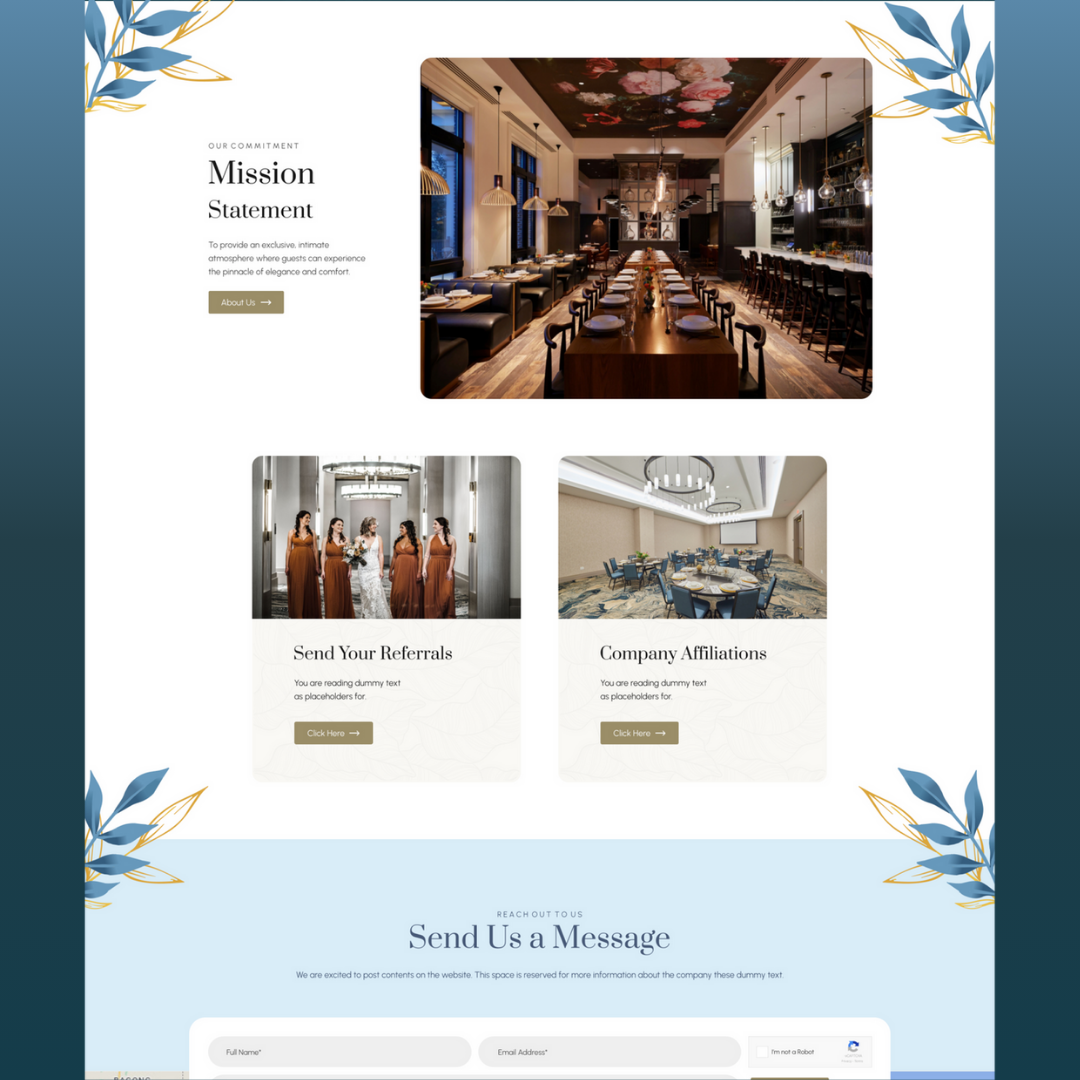 OUR COMMITMENT
Mission
Statement
To provide an exclusive, intimate
atmosphere where guests can experience
the pinnacle of elegance and comfort.
About Us
Send Your Referrals
You are reading dummy text
as placeholders for.
Click Here
Company Affiliations
You are reading dummy text
as placeholders for.
Click Here
REACH OUT TO US
Send Us a Message
We are excited to post contents on the website. This space is reserved for more information about the company these dummy text.
Full Name*
Email Address*
I'm not a Robot